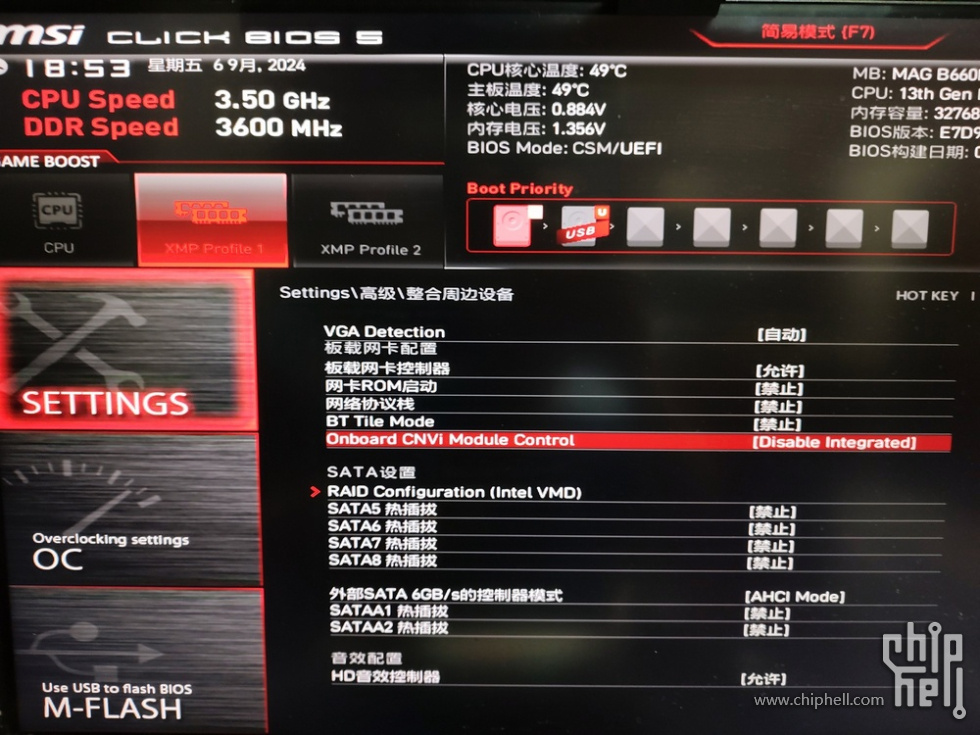 msi CLICK BIOS 5
简易模式 (F7)
18:53 星期五 6 9月, 2024
CPU Speed 3.50 GHz
DDR Speed 3600 MHz
CPU核心温度: 49°C
主板温度: 49°C
核心电压: 0.884V
内存电压: 1.356V
BIOS Mode: CSM/UEFI
MB: MAG B660
CPU: 13th Gen
内存容量: 32768
BIOS版本: E7D9
BIOS构建日期: 0
GAME BOOST
CPU
CPU
XMP Profile 1
XMP Profile 2
Boot Priority
U
USB
Settings\高级\整合周边设备
HOT KEY
SETTINGS
Overclocking settings
OC
Use USB to flash BIOS
M-FLASH
VGA Detection [自动]
板载网卡配置
板载网卡控制器 [允许]
网卡ROM启动 [禁止]
网络协议栈 [禁止]
BT Tile Mode [禁止]
Onboard CNVi Module Control [Disable Integrated]
SATA设置
RAID Configuration (Intel VMD)
SATA5 热插拔 [禁止]
SATA6 热插拔 [禁止]
SATA7 热插拔 [禁止]
SATA8 热插拔 [禁止]
外部SATA 6GB/s的控制器模式 [AHCI Mode]
SATAA1 热插拔 [禁止]
SATAA2 热插拔 [禁止]
音效配置
HD音效控制器 [允许]
chip hell
www.chiphell.com